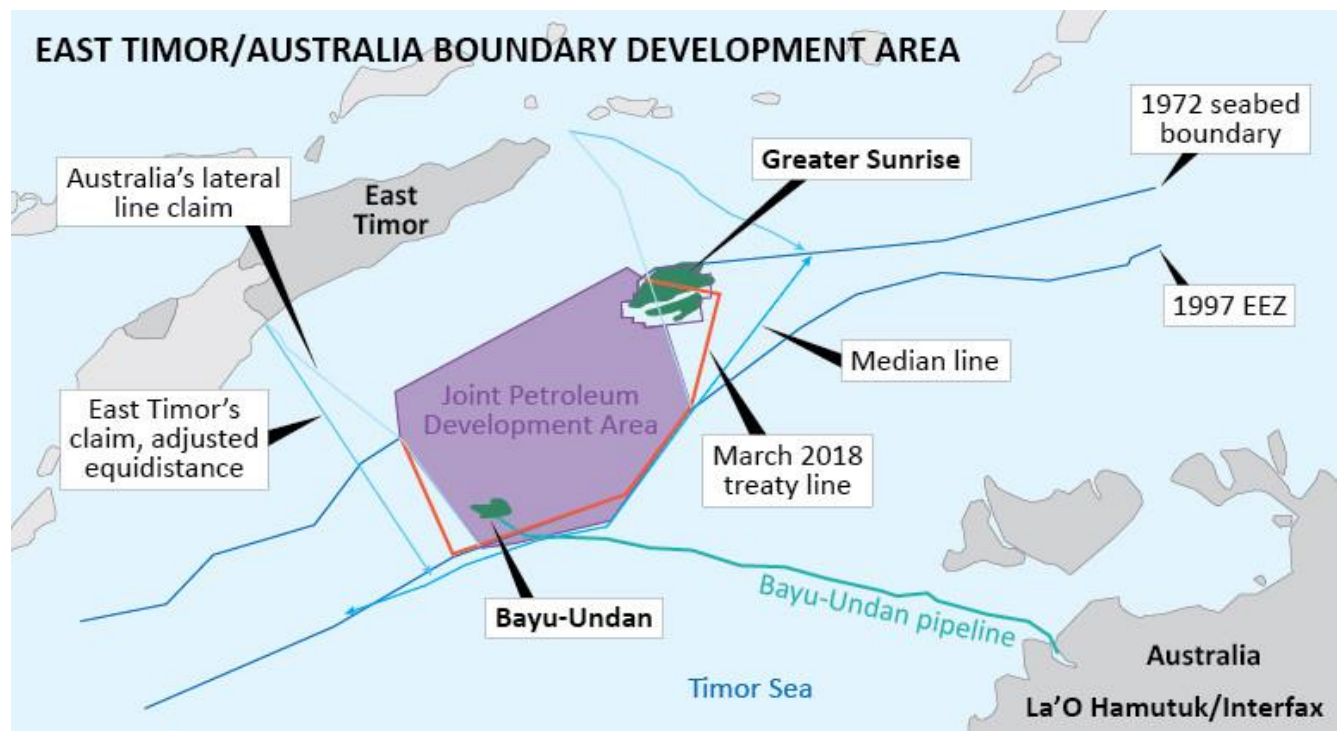 EAST TIMOR/AUSTRALIA BOUNDARY DEVELOPMENT AREA
1972 seabed
boundary
Greater Sunrise
Australia's lateral
line claim
East
Timor
1997 EEZ
Median line
Joint Petroleum
Development Area
East Timor's
claim, adjusted
equidistance
March 2018
treaty line
Bayu-Undan
Bayu-Undan pipeline
Timor Sea
Australia
La'O Hamutuk/Interfax